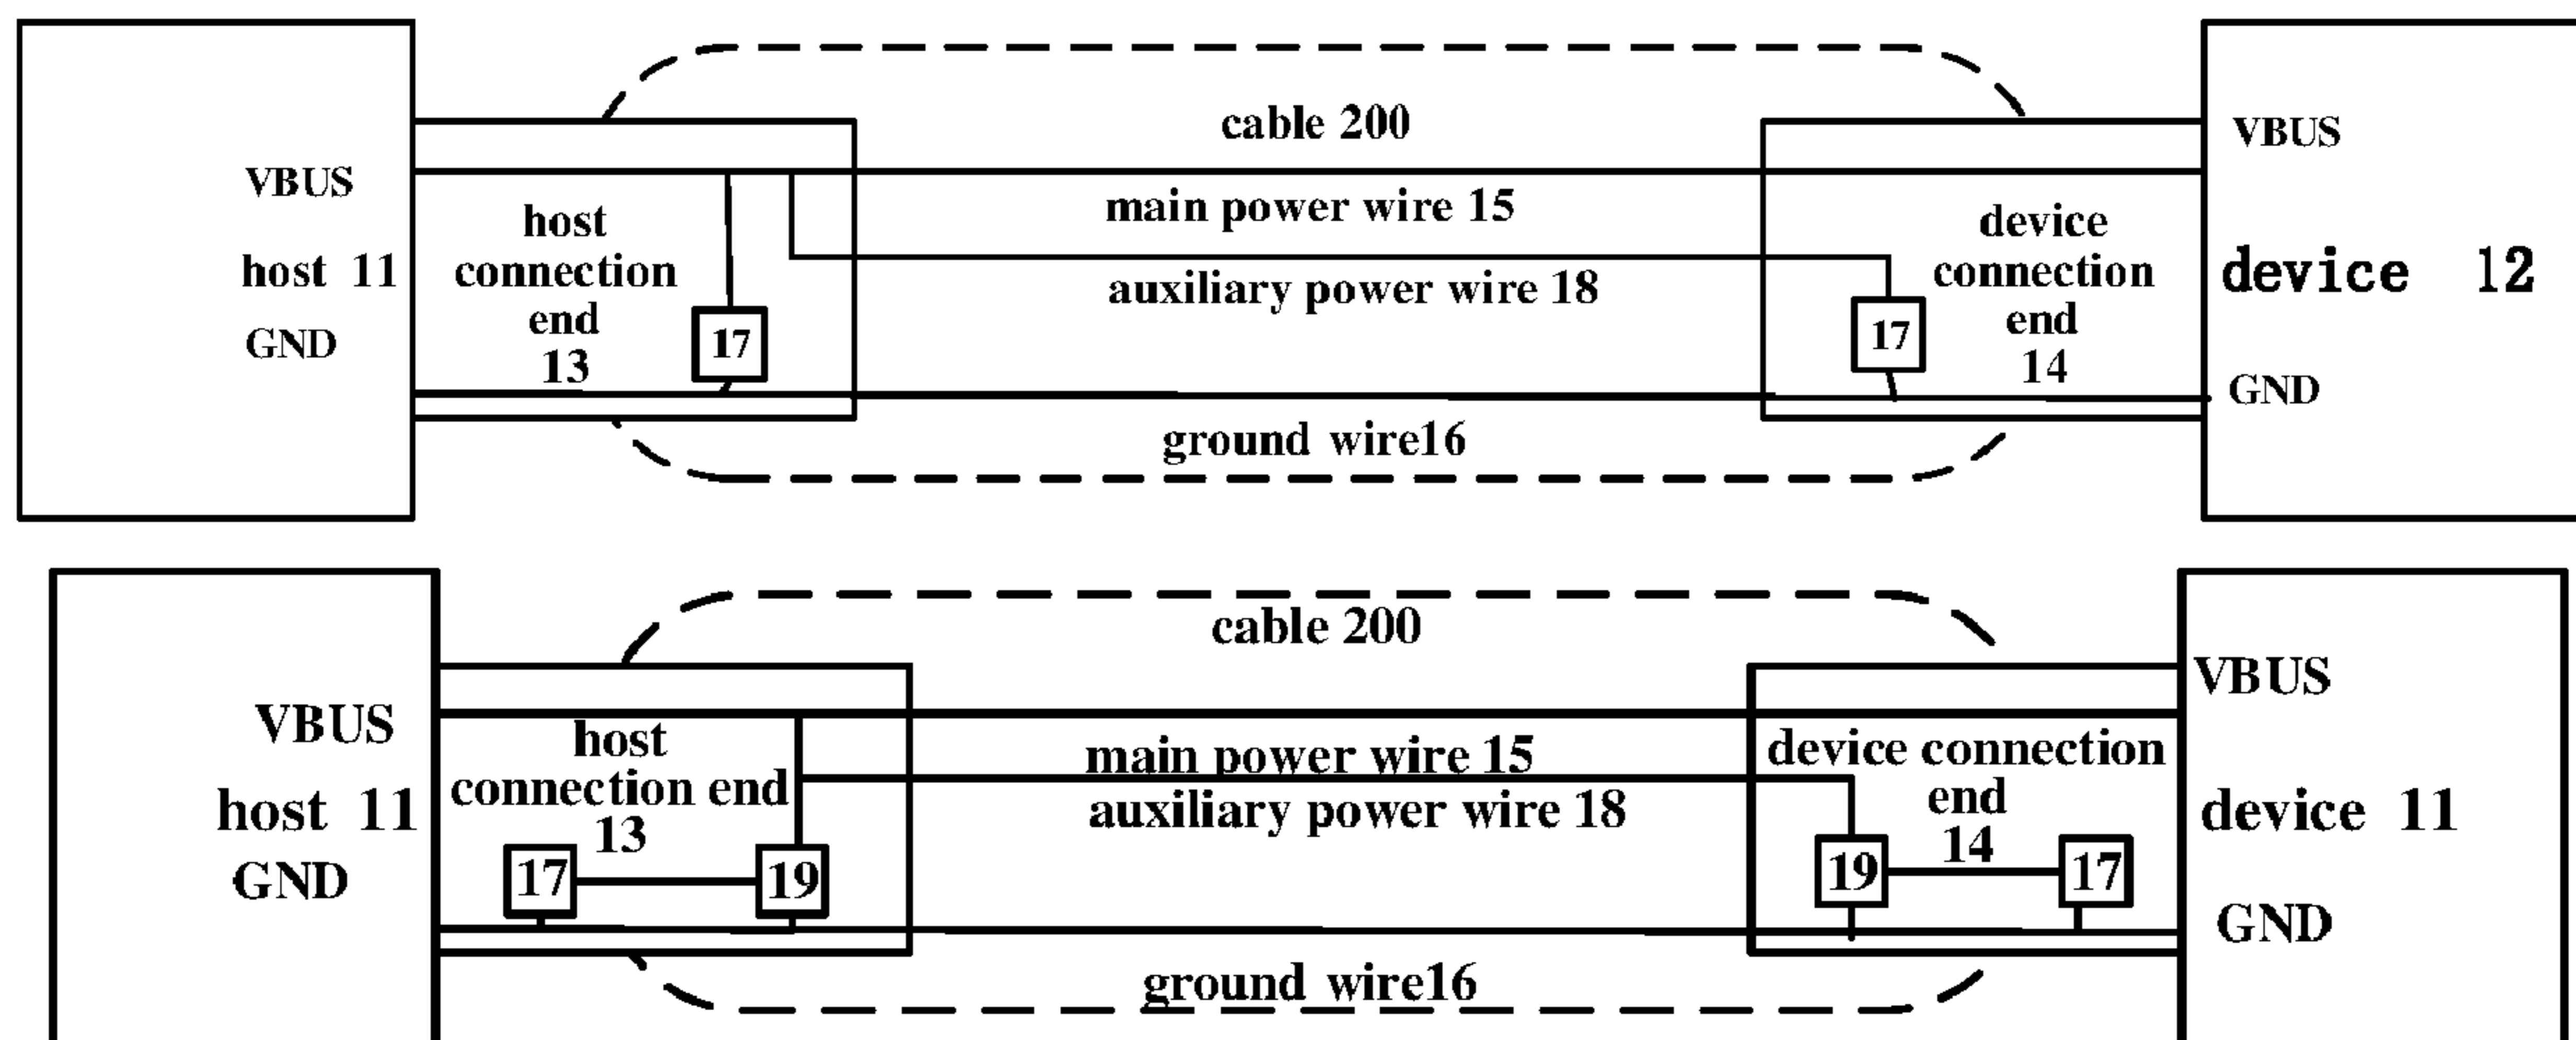 cable 200
VBUS
VBUS
main power wire 15
host
connection
end
13
device
connection
end
14
host 11
device 12
auxiliary power wire 18
17
17
GND
GND
ground wire16
cable 200
VBUS
VBUS
host
connection end
13
main power wire 15
device connection
end
14
host 11
auxiliary power wire 18
device 11
17
19
19
17
GND
GND
ground wire16